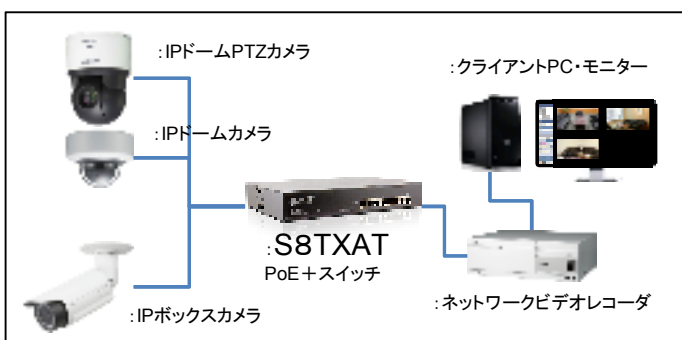 :IPドームPTZカメラ
:クライアントPC・モニター
:IPドームカメラ
:S8TXAT
PoE+スイッチ
:ネットワークビデオレコーダ
:IPボックスカメラ